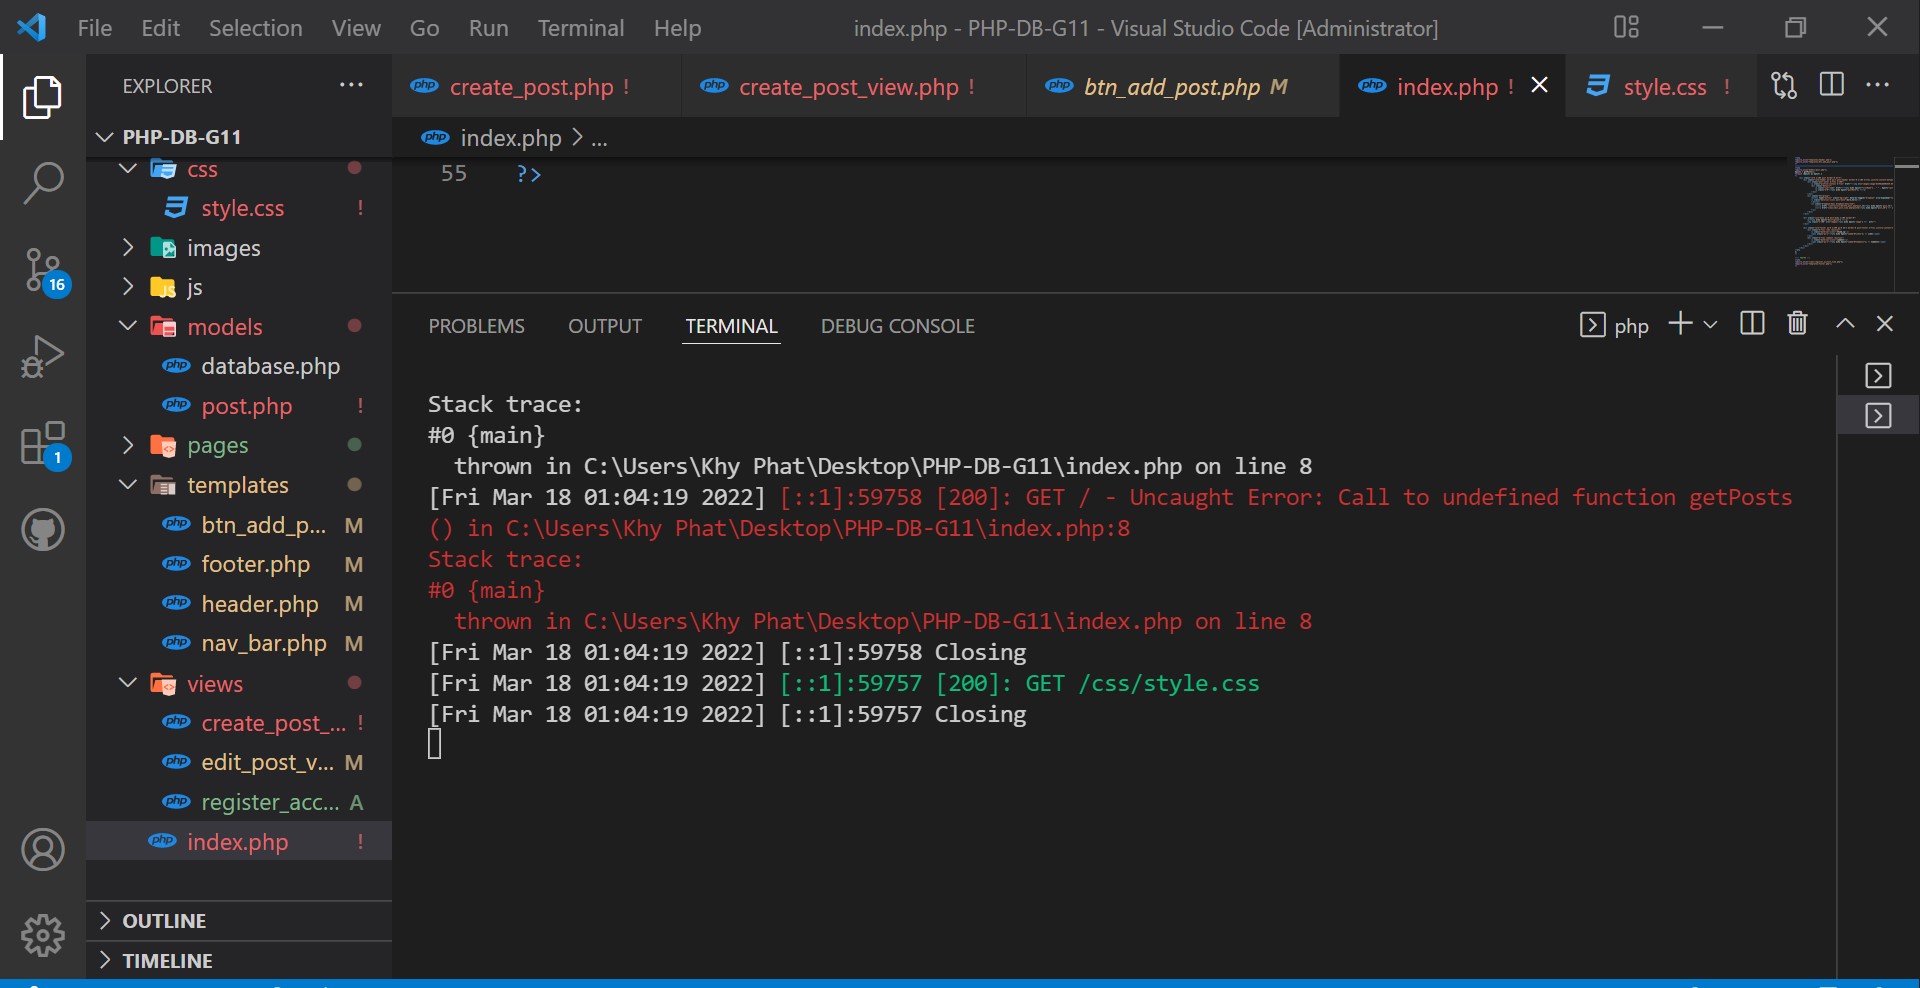 File Edit Selection View Go Run Terminal Help index.php - PHP-DB-G11 - Visual Studio Code [Administrator]
EXPLORER ···
PHP-DB-G11
css
style.css !
images
js
models
database.php
post.php !
pages
templates
btn_add_p... M
footer.php M
header.php M
nav_bar.php M
views
create_post_... !
edit_post_v... M
register_acc... A
index.php !
OUTLINE
TIMELINE
16
1
create_post.php ! create_post_view.php ! btn_add_post.php M index.php ! style.css !
index.php > ...
55 ?>
PROBLEMS OUTPUT TERMINAL DEBUG CONSOLE php
Stack trace:
#0 {main}
thrown in C:\Users\Khy Phat\Desktop\PHP-DB-G11\index.php on line 8
[Fri Mar 18 01:04:19 2022] [::1]:59758 [200]: GET / - Uncaught Error: Call to undefined function getPosts
() in C:\Users\Khy Phat\Desktop\PHP-DB-G11\index.php:8
Stack trace:
#0 {main}
thrown in C:\Users\Khy Phat\Desktop\PHP-DB-G11\index.php on line 8
[Fri Mar 18 01:04:19 2022] [::1]:59758 Closing
[Fri Mar 18 01:04:19 2022] [::1]:59757 [200]: GET /css/style.css
[Fri Mar 18 01:04:19 2022] [::1]:59757 Closing